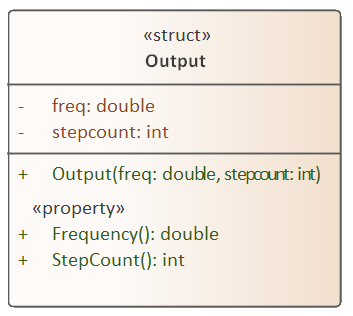 «struct»
Output
- freq: double
- stepcount: int
+ Output(freq: double, stepcount: int)
«property»
+ Frequency(): double
+ StepCount(): int